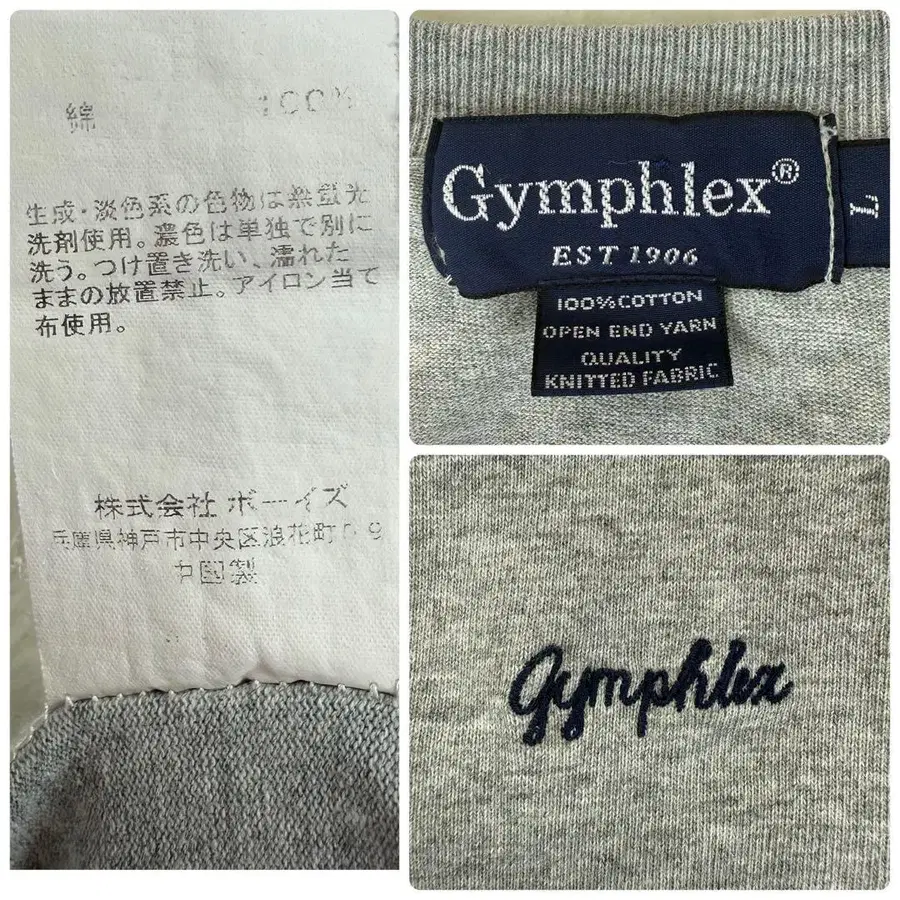 綿 100%
生成・淡色系の色物は無蛍光
洗剤使用。濃色は単独で別に
洗う。つけ置き洗い、濡れた
ままの放置禁止。アイロン当て
布使用。
株式会社 ボーイズ
兵庫県神戸市中央区浪花町59
中国製
Gymphlex®
EST 1906
L
100%COTTON
OPEN END YARN
QUALITY
KNITTED FABRIC
gymphlex